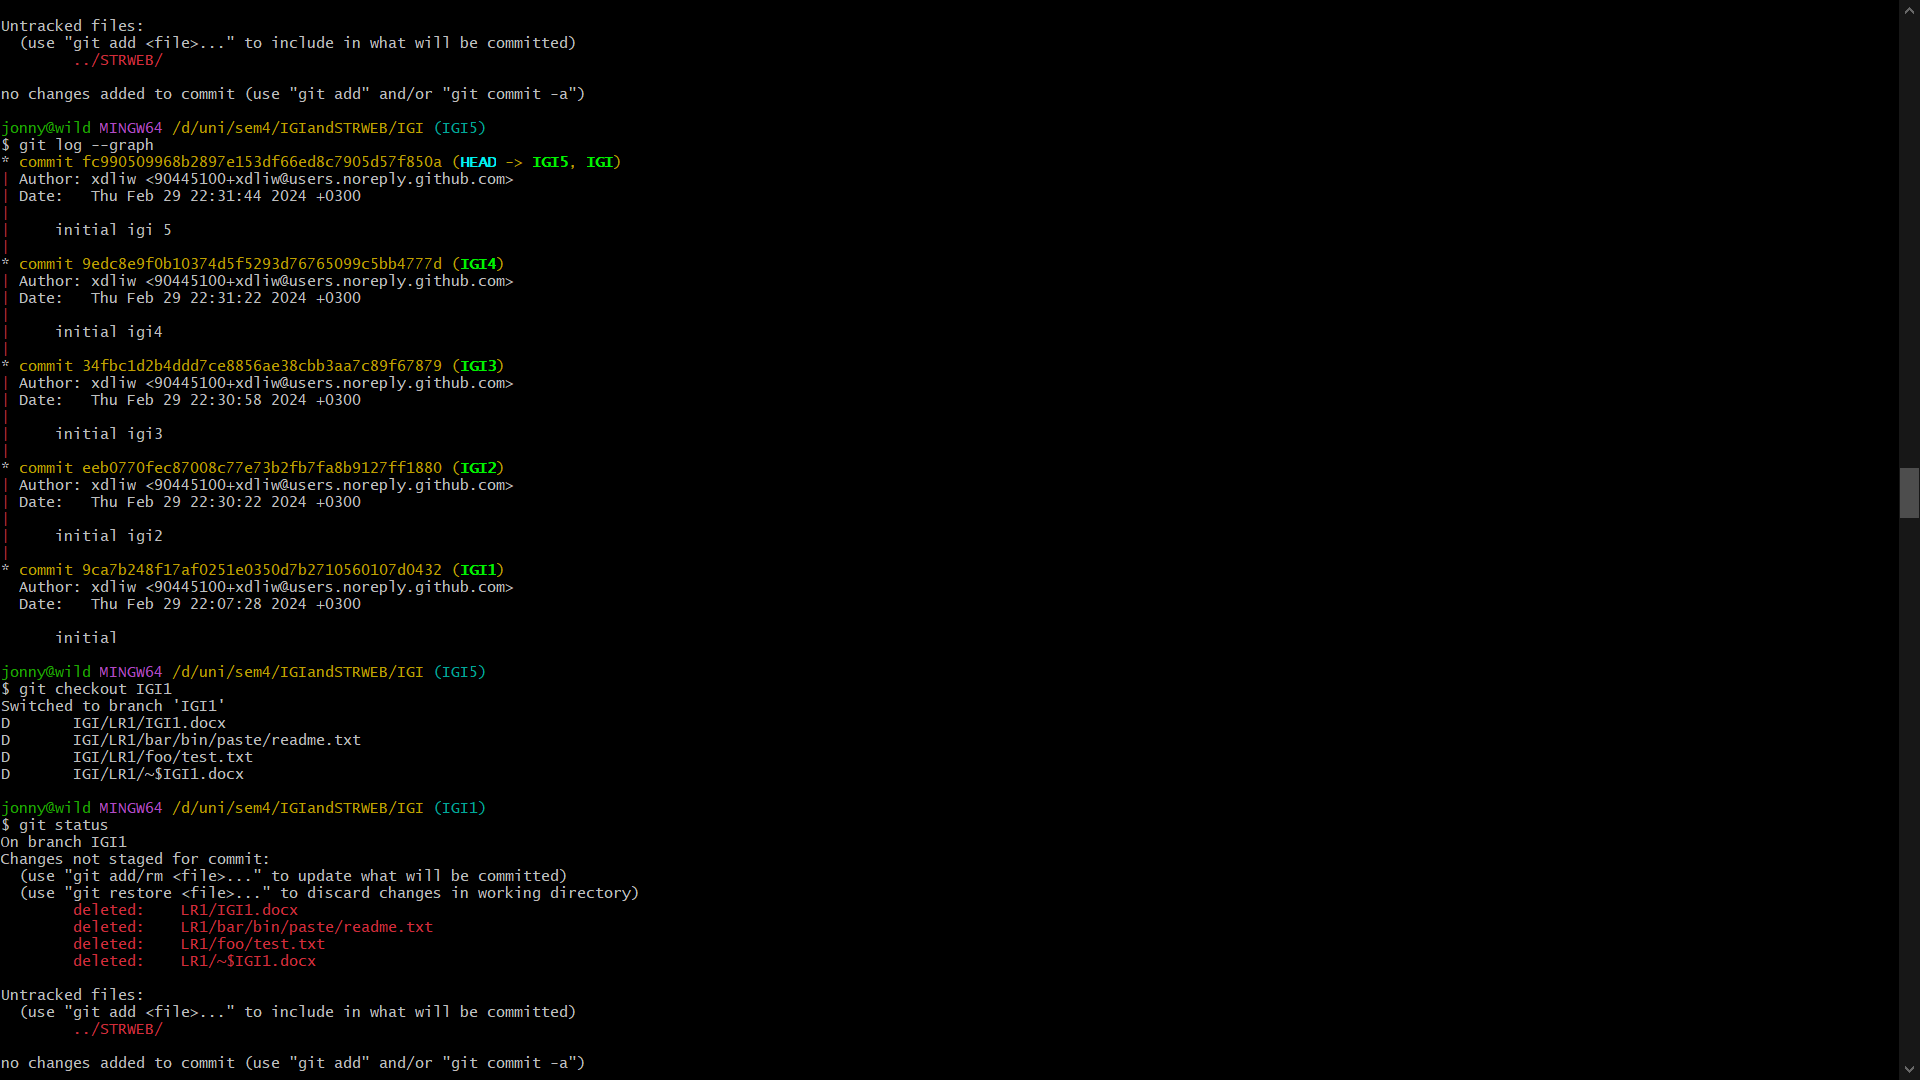 Untracked files:
  (use "git add <file>..." to include in what will be committed)
        ../STRWEB/

no changes added to commit (use "git add" and/or "git commit -a")

jonny@wild MINGW64 /d/uni/sem4/IGIandSTRWEB/IGI (IGI5)
$ git log --graph
* commit fc990509968b2897e153df66ed8c7905d57f850a (HEAD -> IGI5, IGI)
| Author: xdliw <90445100+xdliw@users.noreply.github.com>
| Date:   Thu Feb 29 22:31:44 2024 +0300
|
|     initial igi 5
|
* commit 9edc8e9f0b10374d5f5293d76765099c5bb4777d (IGI4)
| Author: xdliw <90445100+xdliw@users.noreply.github.com>
| Date:   Thu Feb 29 22:31:22 2024 +0300
|
|     initial igi4
|
* commit 34fbc1d2b4ddd7ce8856ae38cbb3aa7c89f67879 (IGI3)
| Author: xdliw <90445100+xdliw@users.noreply.github.com>
| Date:   Thu Feb 29 22:30:58 2024 +0300
|
|     initial igi3
|
* commit eeb0770fec87008c77e73b2fb7fa8b9127ff1880 (IGI2)
| Author: xdliw <90445100+xdliw@users.noreply.github.com>
| Date:   Thu Feb 29 22:30:22 2024 +0300
|
|     initial igi2
|
* commit 9ca7b248f17af0251e0350d7b2710560107d0432 (IGI1)
  Author: xdliw <90445100+xdliw@users.noreply.github.com>
  Date:   Thu Feb 29 22:07:28 2024 +0300

      initial

jonny@wild MINGW64 /d/uni/sem4/IGIandSTRWEB/IGI (IGI5)
$ git checkout IGI1
Switched to branch 'IGI1'
D       IGI/LR1/IGI1.docx
D       IGI/LR1/bar/bin/paste/readme.txt
D       IGI/LR1/foo/test.txt
D       IGI/LR1/~$IGI1.docx

jonny@wild MINGW64 /d/uni/sem4/IGIandSTRWEB/IGI (IGI1)
$ git status
On branch IGI1
Changes not staged for commit:
  (use "git add/rm <file>..." to update what will be committed)
  (use "git restore <file>..." to discard changes in working directory)
        deleted:    LR1/IGI1.docx
        deleted:    LR1/bar/bin/paste/readme.txt
        deleted:    LR1/foo/test.txt
        deleted:    LR1/~$IGI1.docx

Untracked files:
  (use "git add <file>..." to include in what will be committed)
        ../STRWEB/

no changes added to commit (use "git add" and/or "git commit -a")